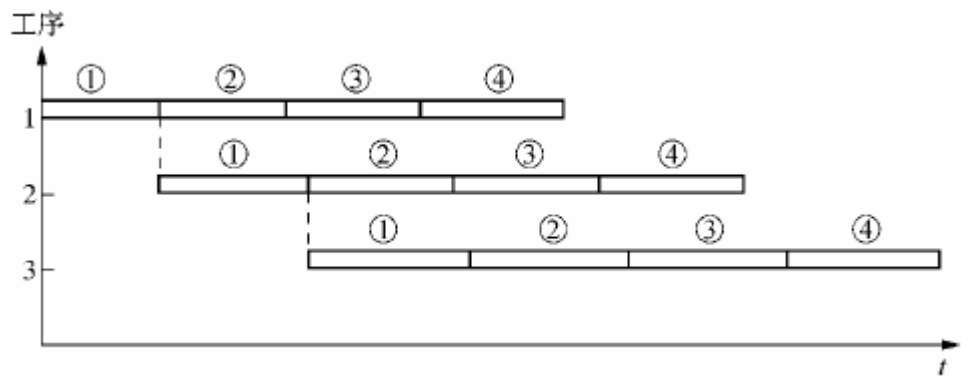 工序
① ② ③ ④
1
① ② ③ ④
2
① ② ③ ④
3
t